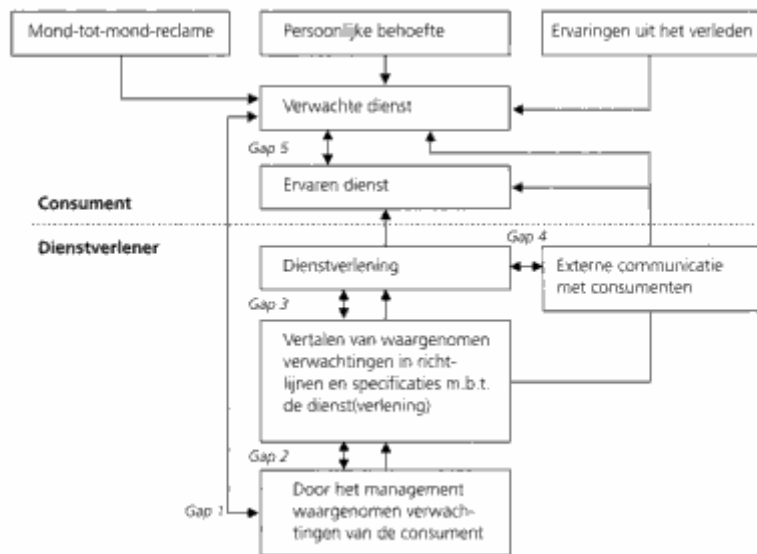 Mond-tot-mond-reclame
Persoonlijke behoefte
Ervaringen uit het verleden
Verwachte dienst
Gap 5
Ervaren dienst
Consument
Dienstverlener
Gap 4
Dienstverlening
Externe communicatie
met consumenten
Gap 3
Vertalen van waargenomen
verwachtingen in richt-
lijnen en specificaties m.b.t.
de dienst(verlening)
Gap 2
Door het management
waargenomen verwach-
tingen van de consument
Gap 1